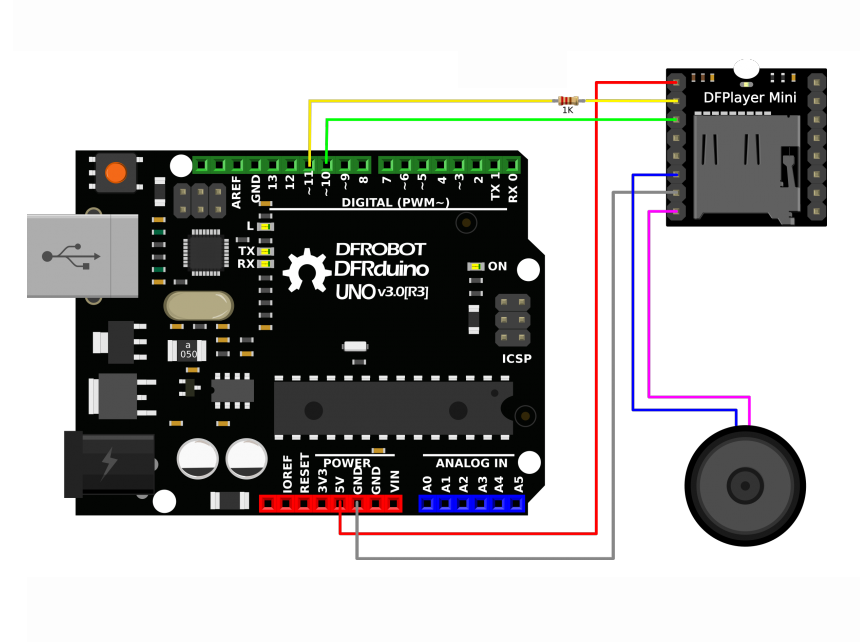 DFPlayer Mini
1K
AREF
GND
13
12
~11
~10
~9
8
7
~6
~5
4
~3
2
TX 1
RX 0
DIGITAL (PWM~)
L
TX
RX
DFROBOT
DFRduino
UNO v3.0[R3]
ON
ICSP
a
050
POWER
ANALOG IN
IOREF
RESET
3V3
5V
GND
GND
VIN
A0
A1
A2
A3
A4
A5